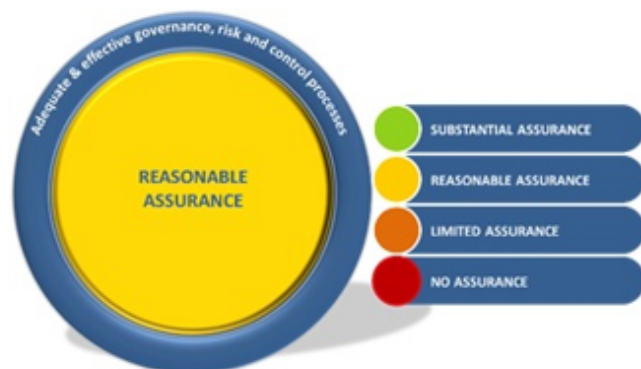 Adequate & effective governance, risk and control processes
REASONABLE
ASSURANCE
SUBSTANTIAL ASSURANCE
REASONABLE ASSURANCE
LIMITED ASSURANCE
NO ASSURANCE